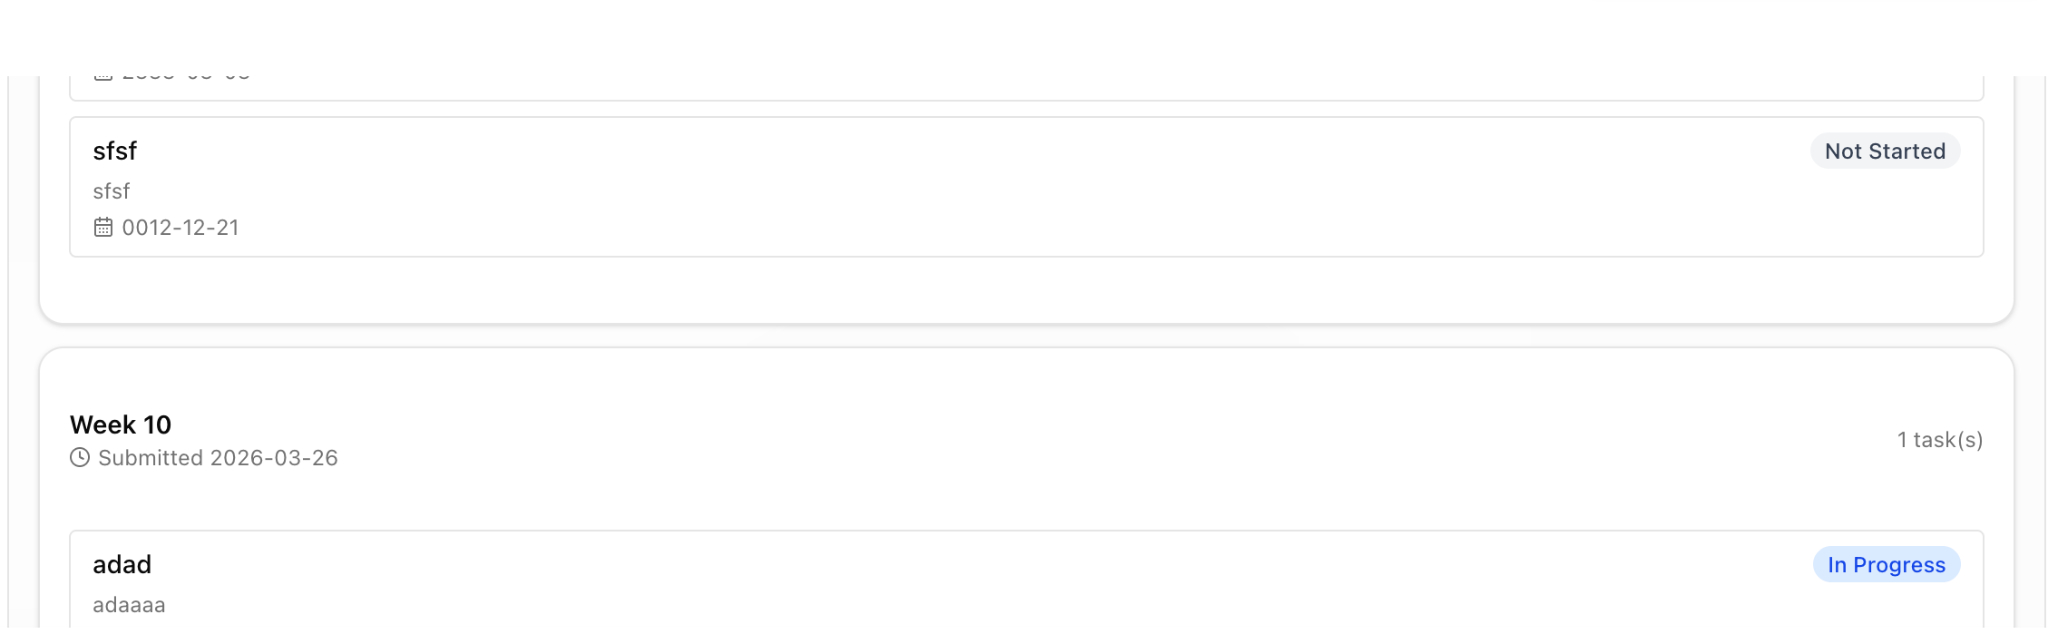 sfsf
Not Started
sfsf
0012-12-21
Week 10
1 task(s)
Submitted 2026-03-26
adad
In Progress
adaaaa